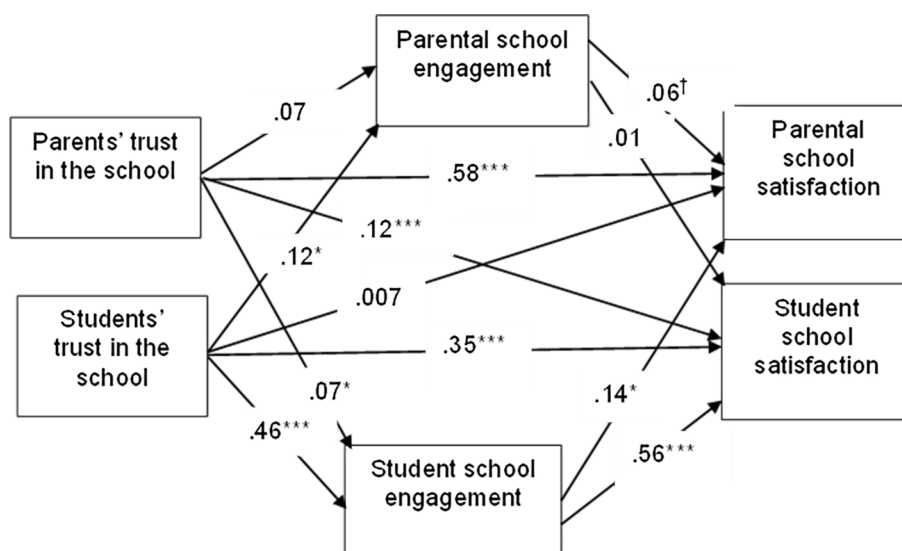 Parental school
engagement
.06†
.07
.01
Parents’ trust
in the school
Parental
school
satisfaction
.58***
.12***
.12*
.007
Students’
trust in the
school
Student
school
satisfaction
.35***
.07*
.14*
.46***
.56***
Student school
engagement